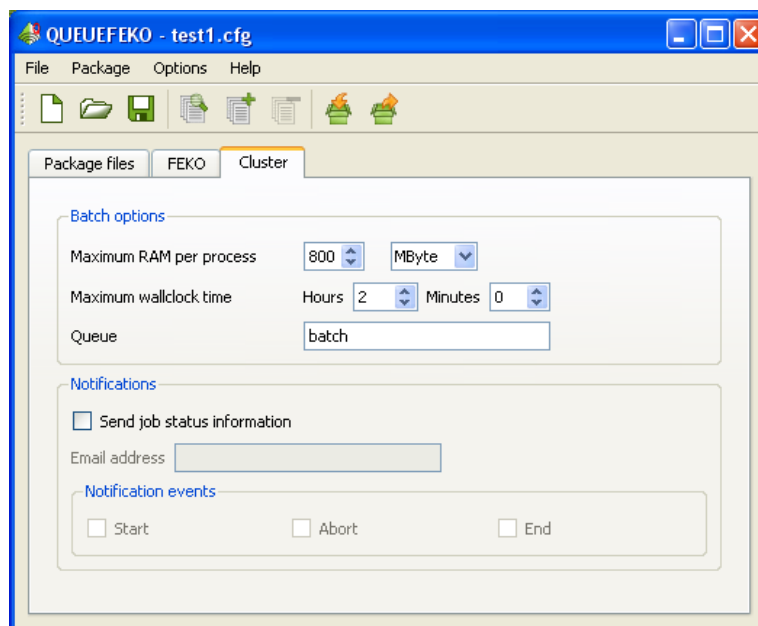 QUEUEFEKO - test1.cfg
File Package Options Help
Package files FEKO Cluster
Batch options
Maximum RAM per process 800 MByte
Maximum wallclock time Hours 2 Minutes 0
Queue batch
Notifications
Send job status information
Email address
Notification events
Start Abort End